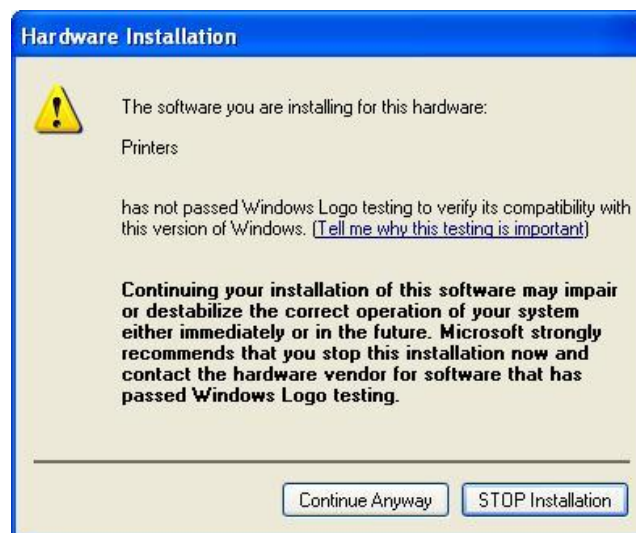 Hardware Installation
The software you are installing for this hardware:
Printers
has not passed Windows Logo testing to verify its compatibility with
this version of Windows. (Tell me why this testing is important)
Continuing your installation of this software may impair
or destabilize the correct operation of your system
either immediately or in the future. Microsoft strongly
recommends that you stop this installation now and
contact the hardware vendor for software that has
passed Windows Logo testing.
Continue Anyway
STOP Installation